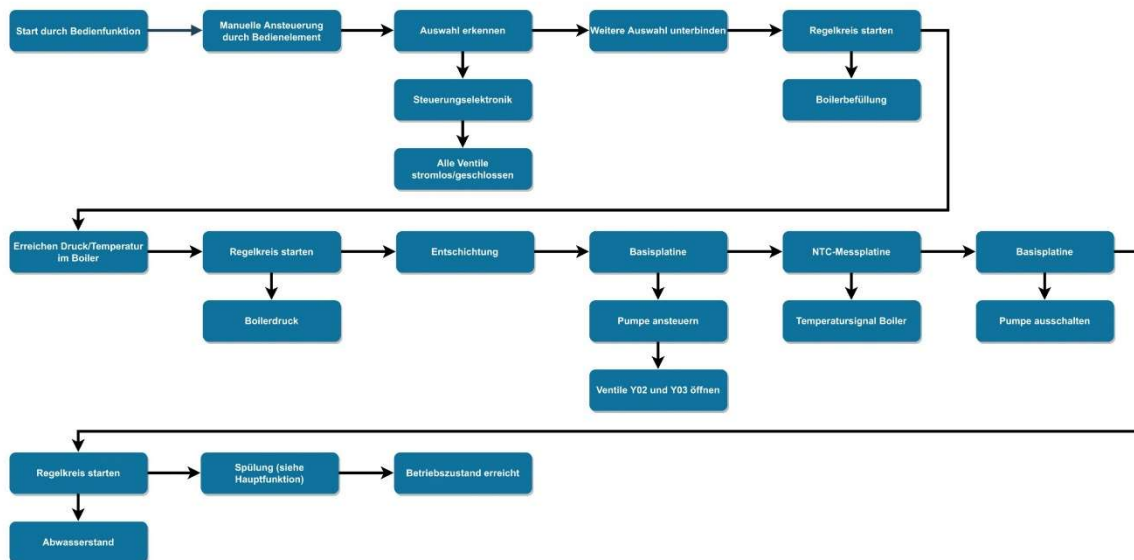 Start durch Bedienfunktion
Manuelle Ansteuerung
durch Bedienelement
Auswahl erkennen
Weitere Auswahl unterbinden
Regelkreis starten
Steuerungselektronik
Boilerbefüllung
Alle Ventile
stromlos/geschlossen
Erreichen Druck/Temperatur
im Boiler
Regelkreis starten
Entschichtung
Basisplatine
NTC-Messplatine
Basisplatine
Boilerdruck
Pumpe ansteuern
Temperatursignal Boiler
Pumpe ausschalten
Ventile Y02 und Y03 öffnen
Regelkreis starten
Spülung (siehe
Hauptfunktion)
Betriebszustand erreicht
Abwasserstand